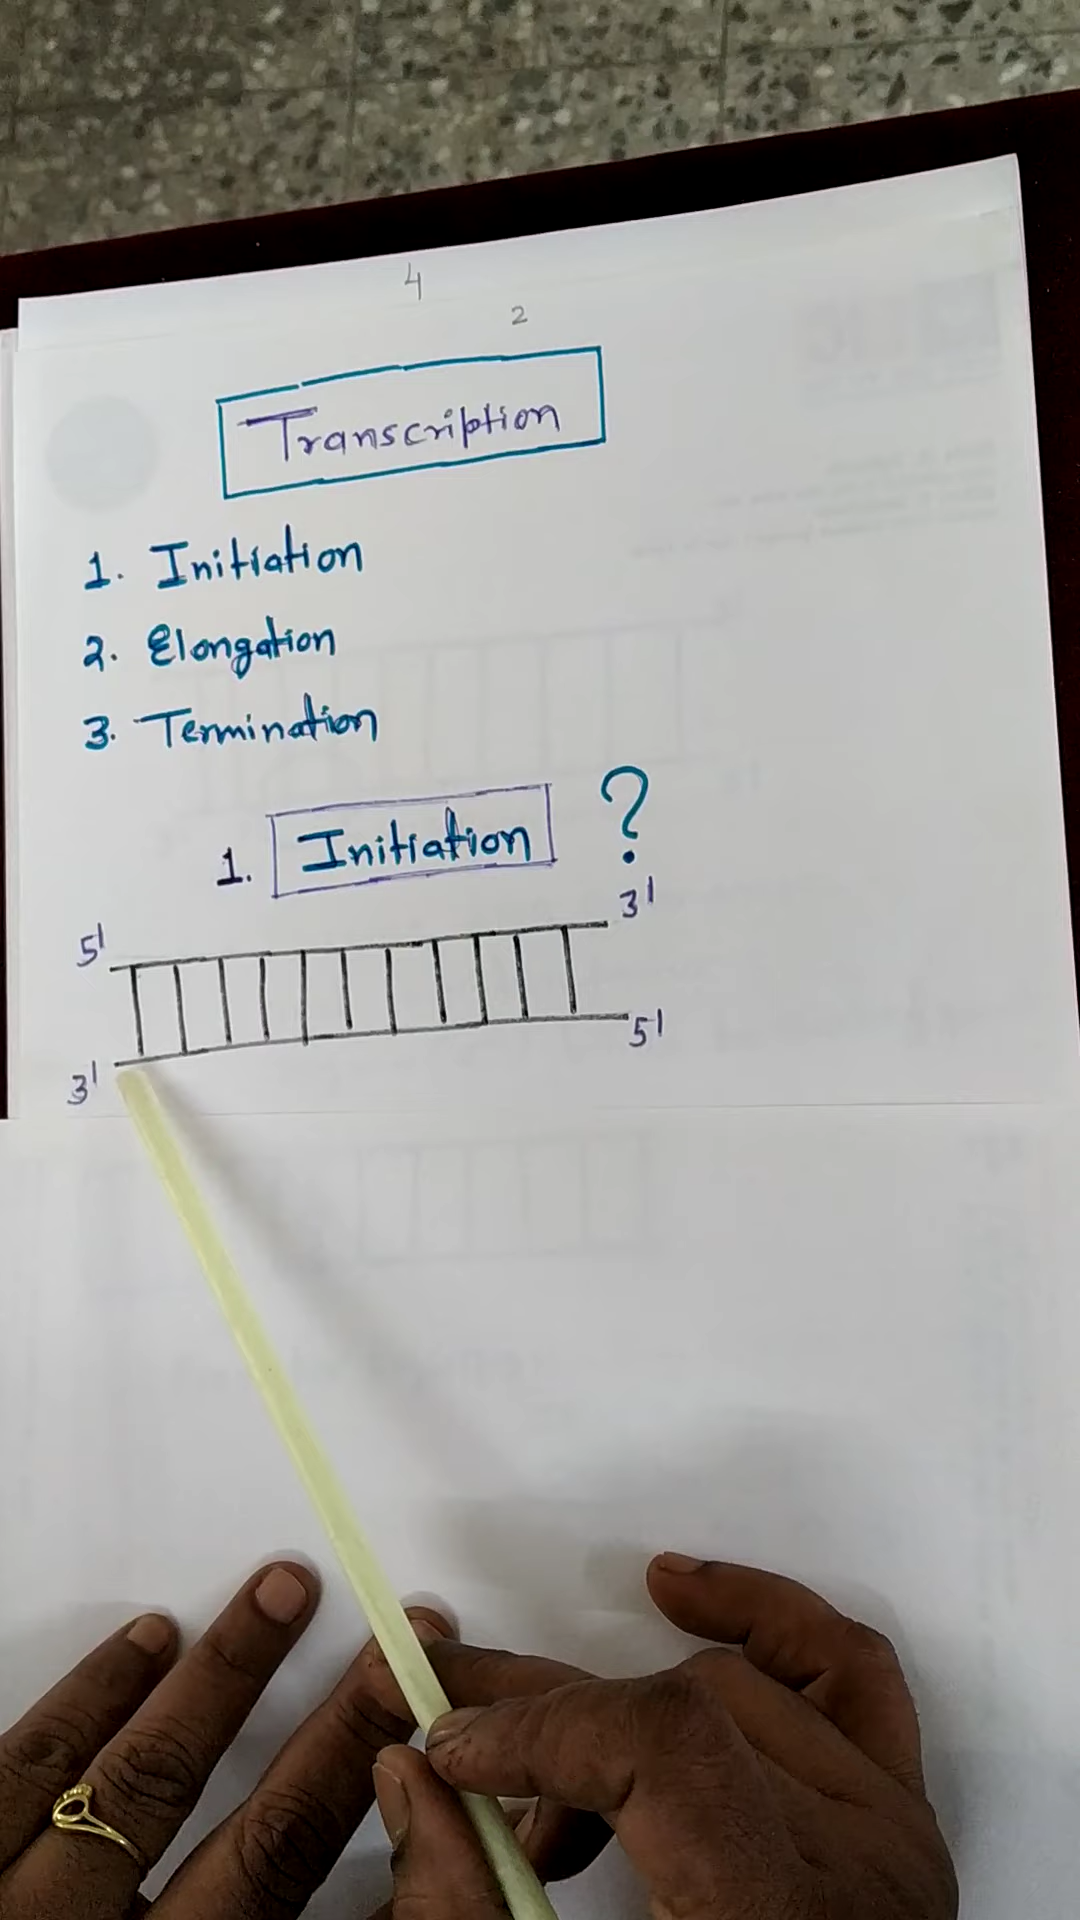 4
2
Transcription
1. Initiation
2. Elongation
3. Termination
1. Initiation ?
5' 3'
3' 5'